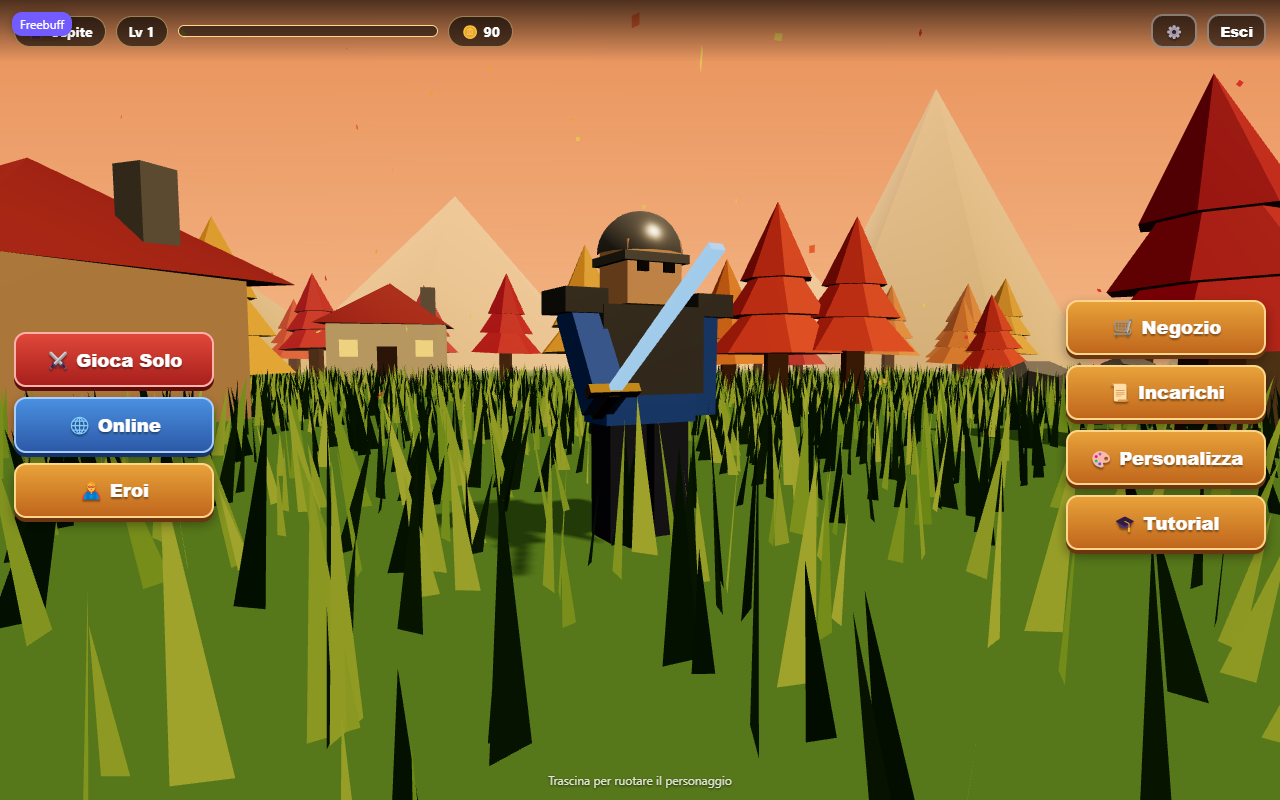 Freebuff
Lv 1
90
Esci
Gioca Solo
Online
Eroi
Negozio
Incarichi
Personalizza
Tutorial
Trascina per ruotare il personaggio